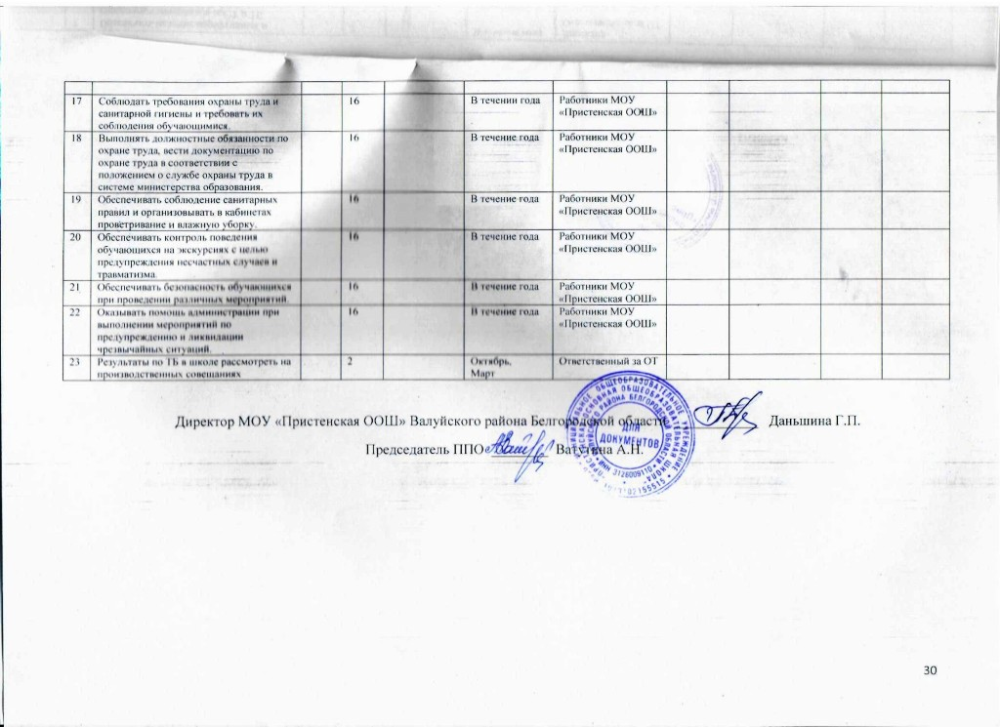 17 Соблюдать требования охраны труда и 16 В течении года Работники МОУ
санитарной гигиены и требовать их «Пристенская ООШ»
соблюдения обучающимися.
18 Выполнять должностные обязанности по 16 В течение года Работники МОУ
охране труда, вести документацию по «Пристенская ООШ»
охране труда в соответствии с
положением о службе охраны труда в
системе министерства образования.
19 Обеспечивать соблюдение санитарных 16 В течение года Работники МОУ
правил и организовывать в кабинетах «Пристенская ООШ»
проветривание и влажную уборку.
20 Обеспечивать контроль поведения 16 В течение года Работники МОУ
обучающихся на экскурсиях с целью «Пристенская ООШ»
предупреждения несчастных случаев и
травматизма.
21 Обеспечивать безопасность обучающихся 16 В течение года Работники МОУ
при проведении различных мероприятий. «Пристенская ООШ»
22 Оказывать помощь администрации при 16 В течение года Работники МОУ
выполнении мероприятий по «Пристенская ООШ»
предупреждению и ликвидации
чрезвычайных ситуаций.
23 Результаты по ТБ в школе рассмотреть на 2 Октябрь, Ответственный за ОТ
производственных совещаниях Март
Директор МОУ «Пристенская ООШ» Валуйского района Белгородской области Даньшина Г.П.
Председатель ППО Ватутина А.Н.
ДЛЯ
ДОКУМЕНТОВ
ИНН 3126009110
30